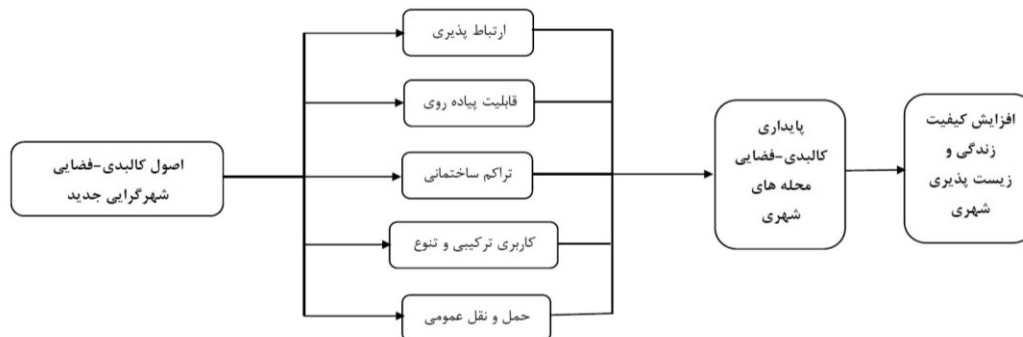 اصول کالبدی-فضایی
شهرگرایی جدید
ارتباط پذیری
قابلیت پیاده روی
تراکم ساختمانی
کاربری ترکیبی و تنوع
حمل و نقل عمومی
پایداری
کالبدی-فضایی
محله های
شهری
افزایش کیفیت
زندگی و
زیست پذیری
شهری